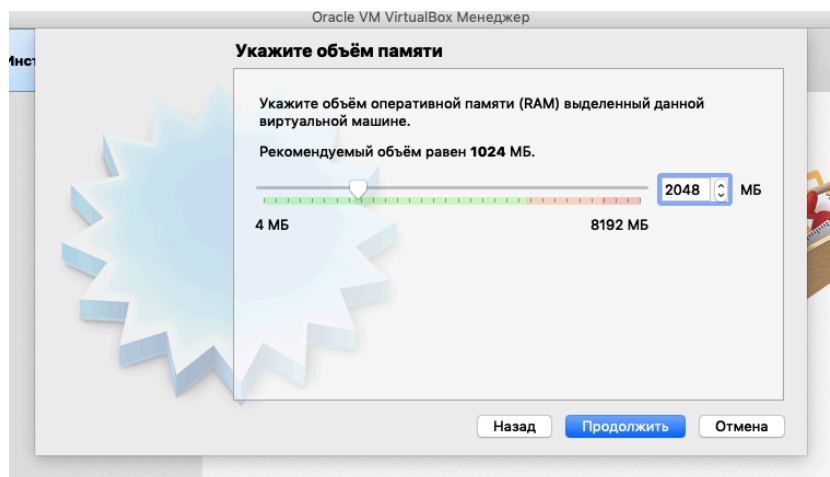 Oracle VM VirtualBox Менеджер
Инст
Укажите объём памяти
Укажите объём оперативной памяти (RAM) выделенный данной
виртуальной машине.
Рекомендуемый объём равен 1024 МБ.
2048 МБ
4 МБ 8192 МБ
Назад Продолжить Отмена